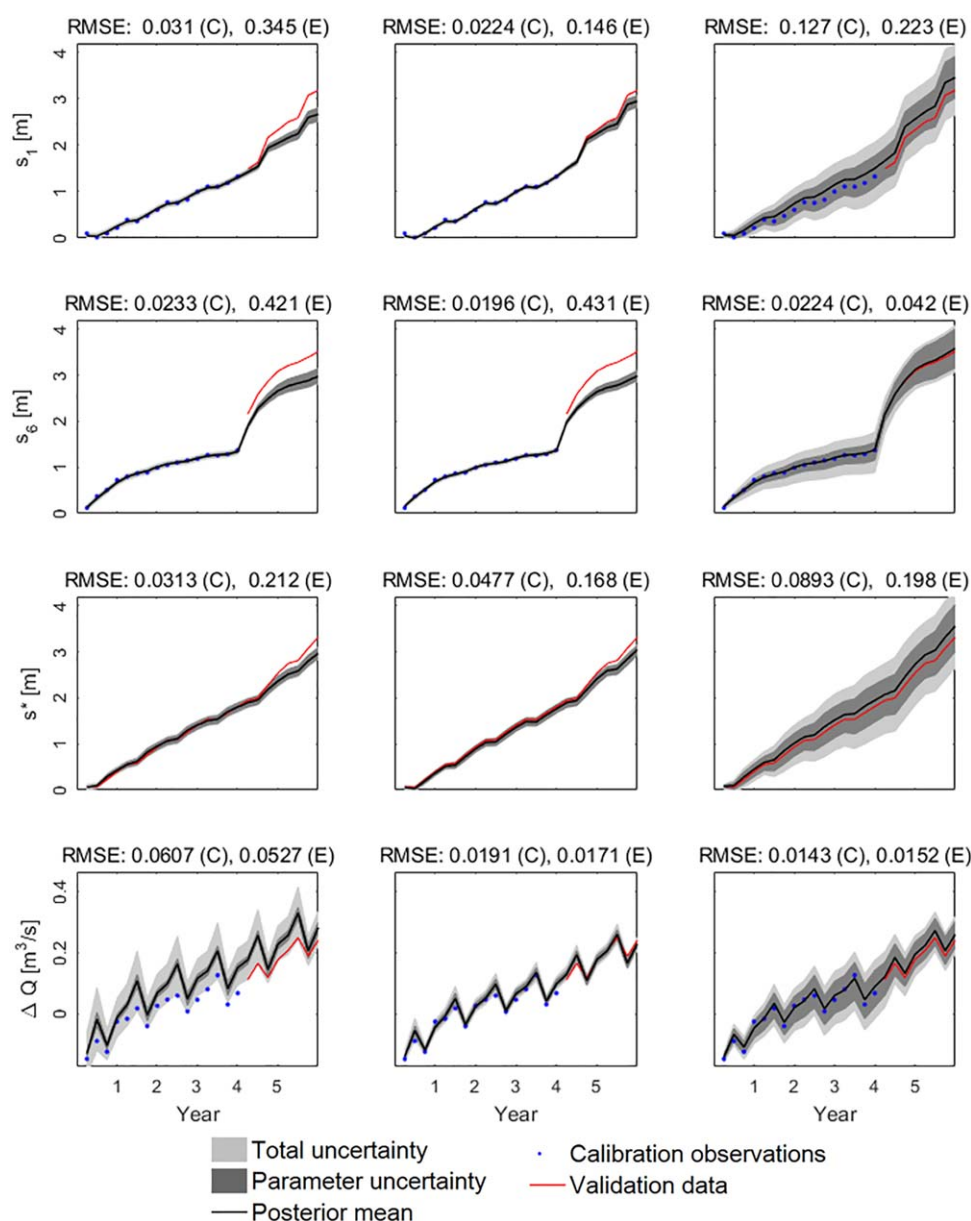 RMSE: 0.031 (C), 0.345 (E)
RMSE: 0.0224 (C), 0.146 (E)
RMSE: 0.127 (C), 0.223 (E)
4
3
2
1
0
s1 [m]
RMSE: 0.0233 (C), 0.421 (E)
RMSE: 0.0196 (C), 0.431 (E)
RMSE: 0.0224 (C), 0.042 (E)
4
3
2
1
0
s6 [m]
RMSE: 0.0313 (C), 0.212 (E)
RMSE: 0.0477 (C), 0.168 (E)
RMSE: 0.0893 (C), 0.198 (E)
4
3
2
1
0
s* [m]
RMSE: 0.0607 (C), 0.0527 (E)
RMSE: 0.0191 (C), 0.0171 (E)
RMSE: 0.0143 (C), 0.0152 (E)
0.4
0.2
0
Δ Q [m³/s]
1 2 3 4 5
1 2 3 4 5
1 2 3 4 5
Year
Year
Year
Total uncertainty
Parameter uncertainty
Posterior mean
Calibration observations
Validation data